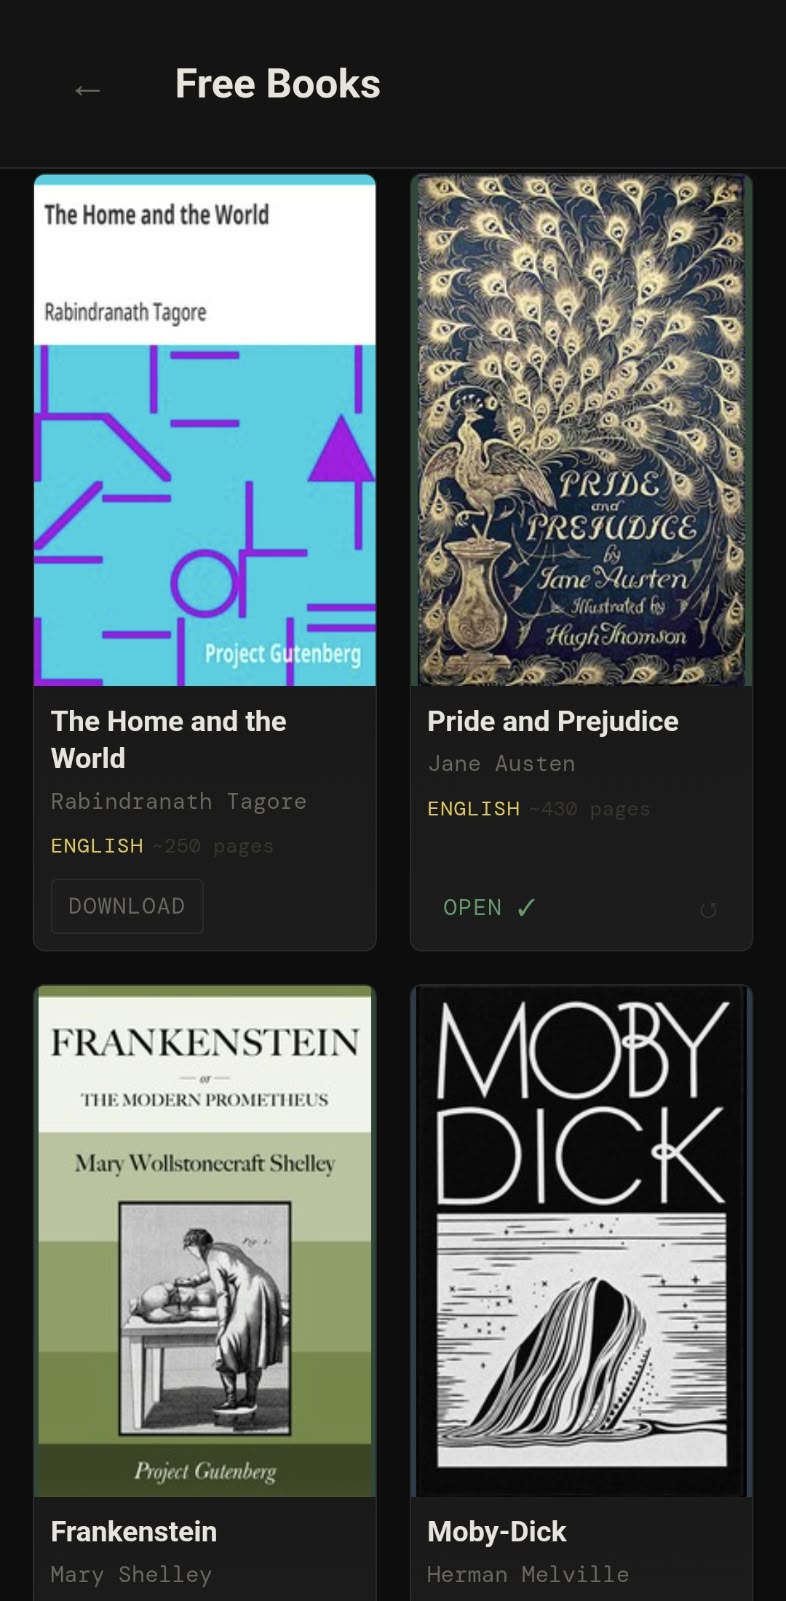 ← Free Books
The Home and the World
Rabindranath Tagore
Project Gutenberg
The Home and the
World
Rabindranath Tagore
ENGLISH ~250 pages
DOWNLOAD
PRIDE
and
PREJUDICE
by
Jane Austen
Illustrated by
Hugh Thomson
Pride and Prejudice
Jane Austen
ENGLISH ~430 pages
OPEN ✓ ↺
FRANKENSTEIN
or
THE MODERN PROMETHEUS
Mary Wollstonecraft Shelley
Fig. 1.
Project Gutenberg
Frankenstein
Mary Shelley
MOBY
DICK
Moby-Dick
Herman Melville